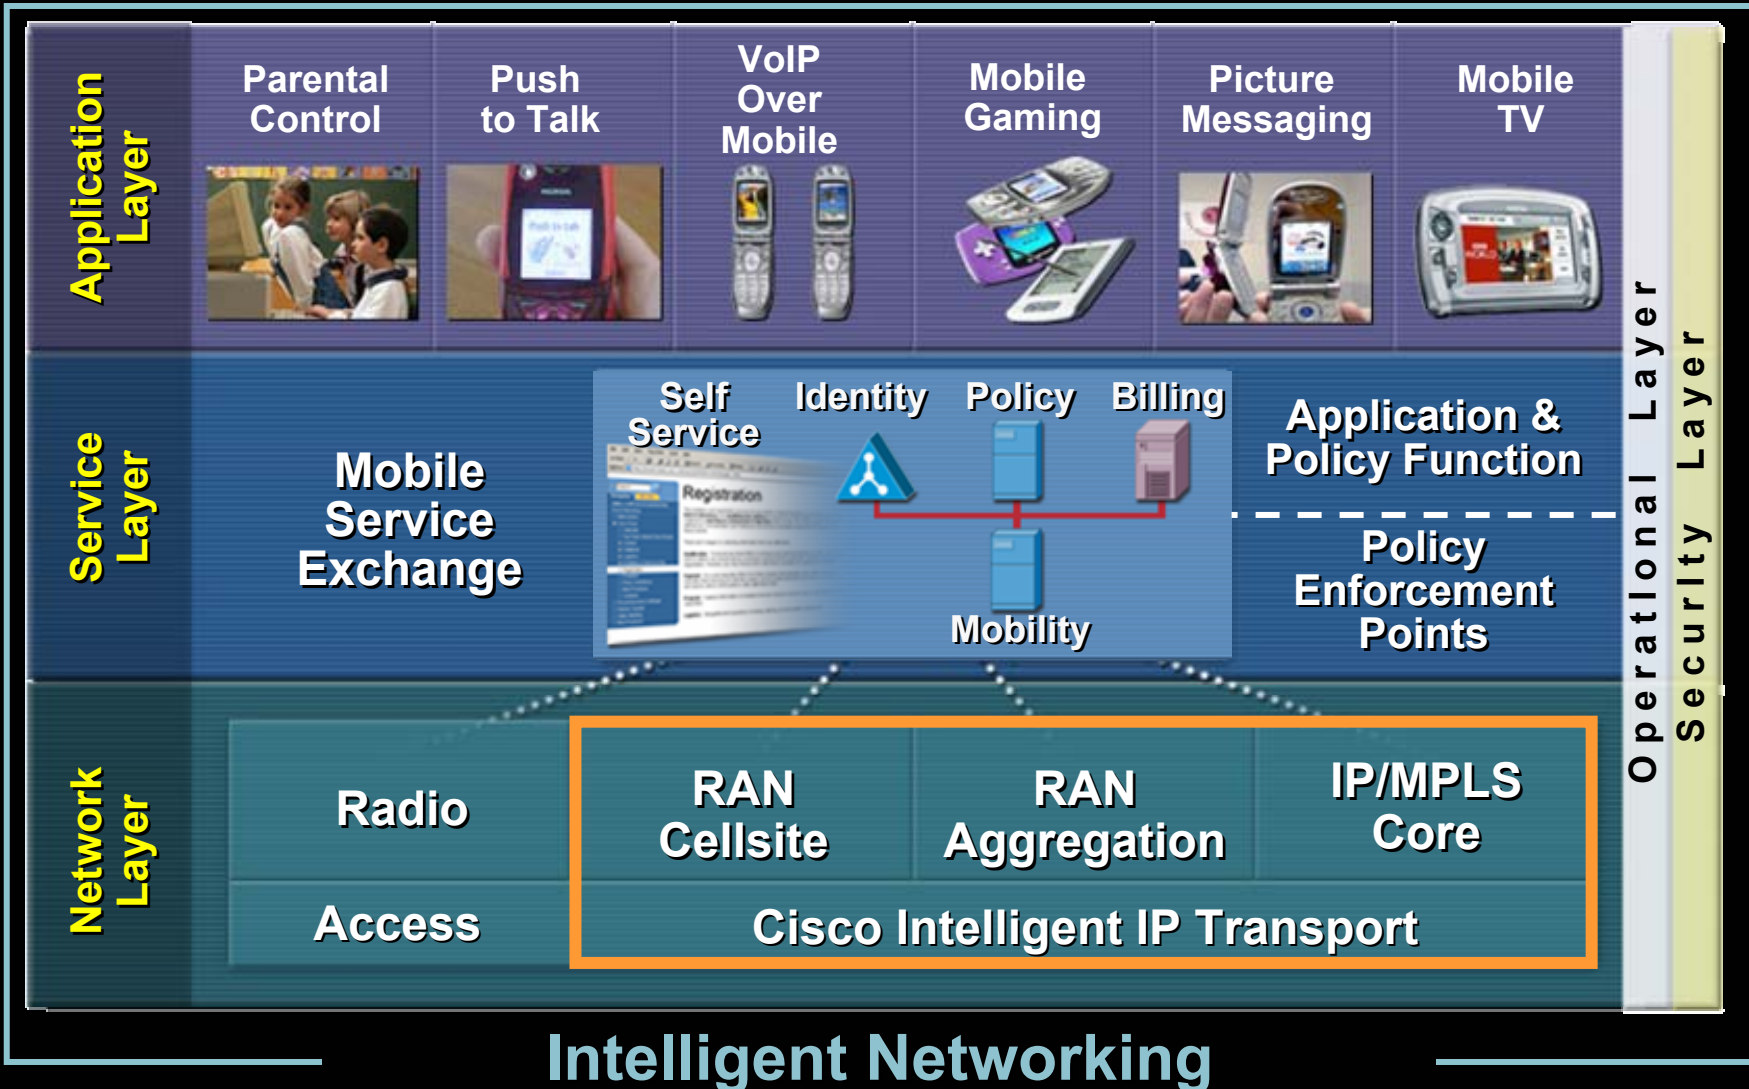 Application
Layer
Parental
Control
Push
to Talk
VoIP
Over
Mobile
Mobile
Gaming
Picture
Messaging
Mobile
TV
Service
Layer
Mobile
Service
Exchange
Self
Service
Registration
Identity
Policy
Billing
Mobility
Application &
Policy Function
Policy
Enforcement
Points
Network
Layer
Radio
RAN
Cellsite
RAN
Aggregation
IP/MPLS
Core
Access
Cisco Intelligent IP Transport
Operational Layer
Security Layer
Intelligent Networking